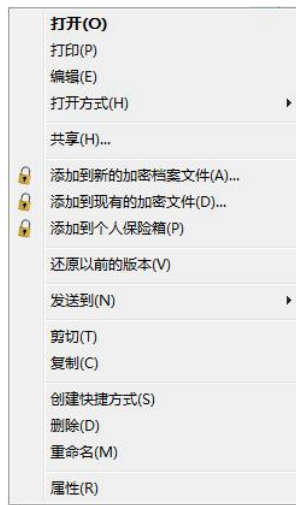 打开(O)
打印(P)
编辑(E)
打开方式(H)
共享(H)...
添加到新的加密档案文件(A)...
添加到现有的加密文件(D)...
添加到个人保险箱(P)
还原以前的版本(V)
发送到(N)
剪切(T)
复制(C)
创建快捷方式(S)
删除(D)
重命名(M)
属性(R)